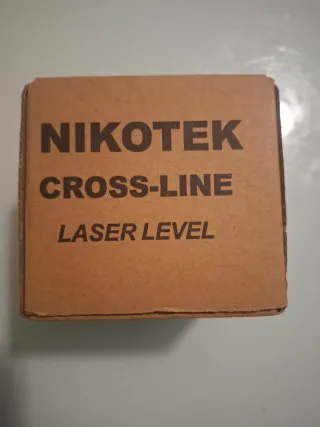 NIKOTEK
CROSS-LINE
LASER LEVEL